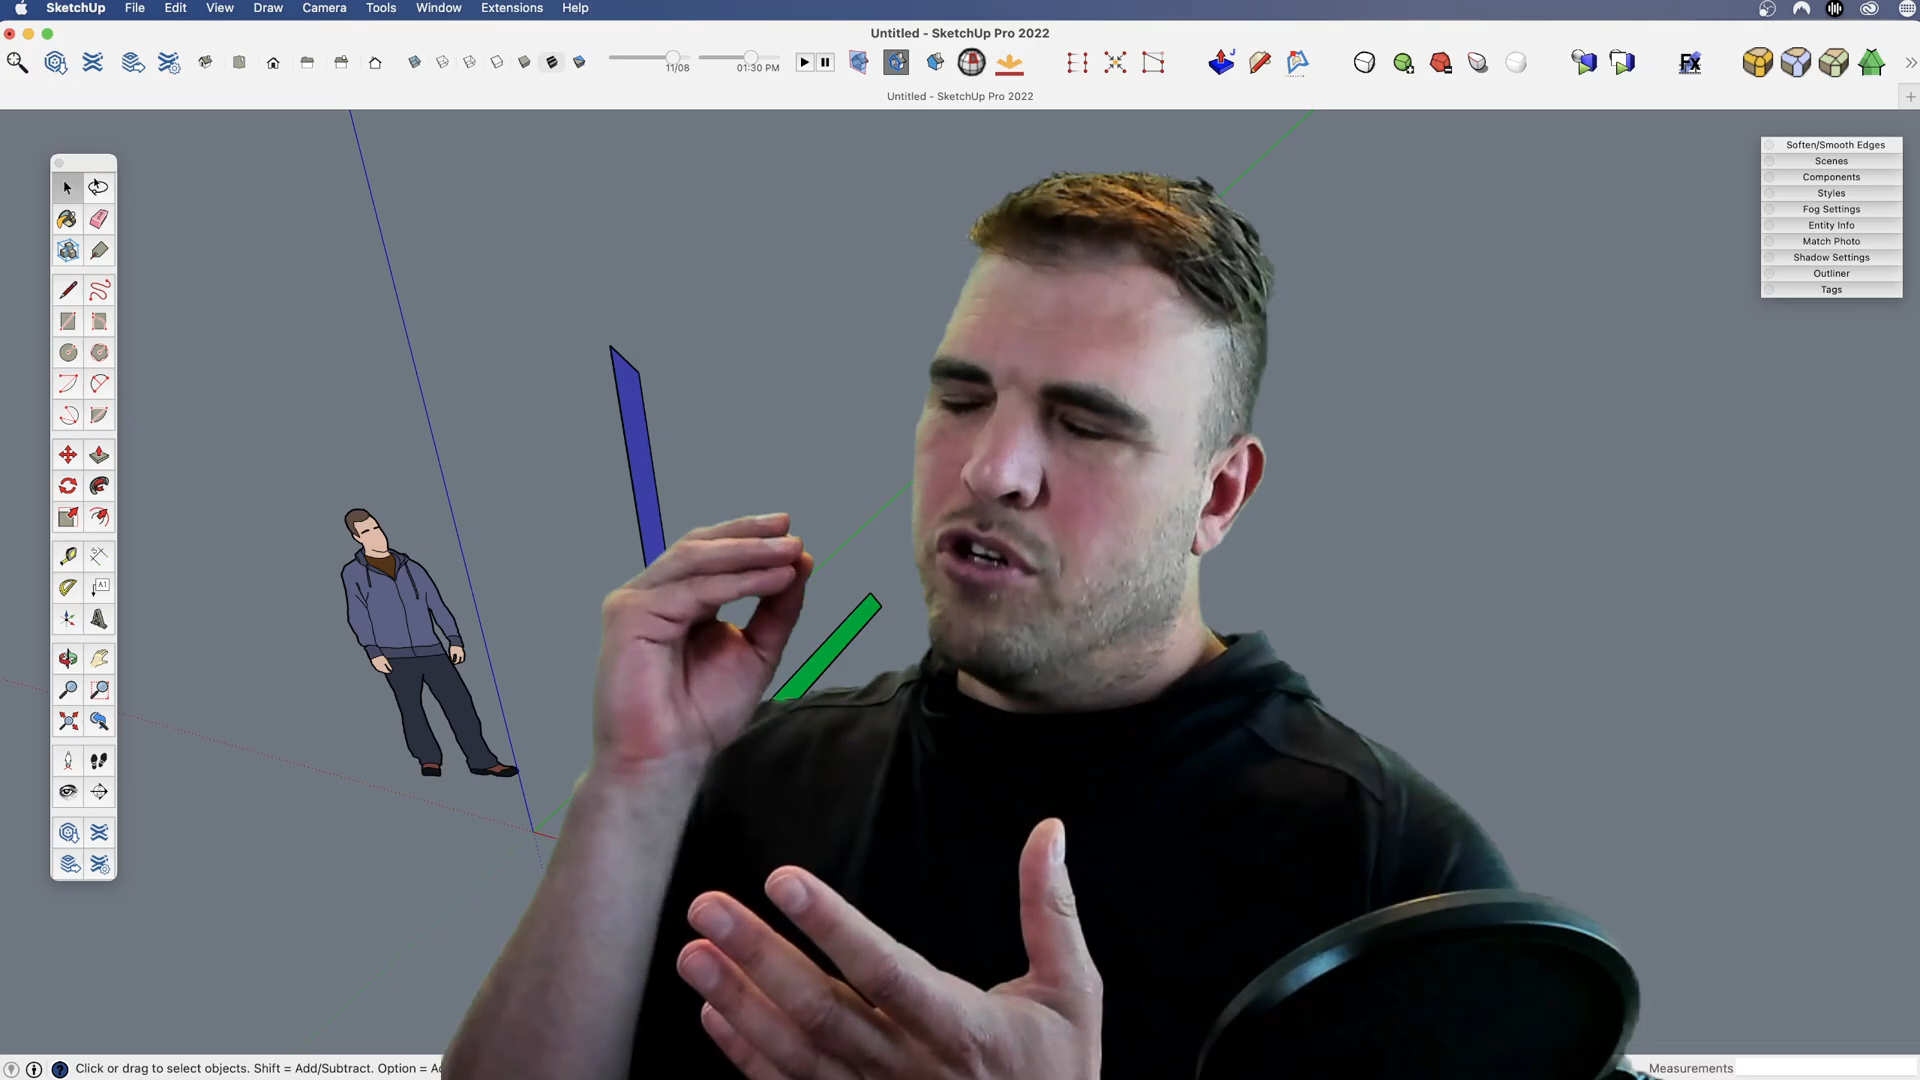 SketchUp File Edit View Draw Camera Tools Window Extensions Help
Untitled - SketchUp Pro 2022
11/08 01:30 PM
Untitled - SketchUp Pro 2022
Soften/Smooth Edges
Scenes
Components
Styles
Fog Settings
Entity Info
Match Photo
Shadow Settings
Outliner
Tags
Click or drag to select objects. Shift = Add/Subtract. Option =
Measurements